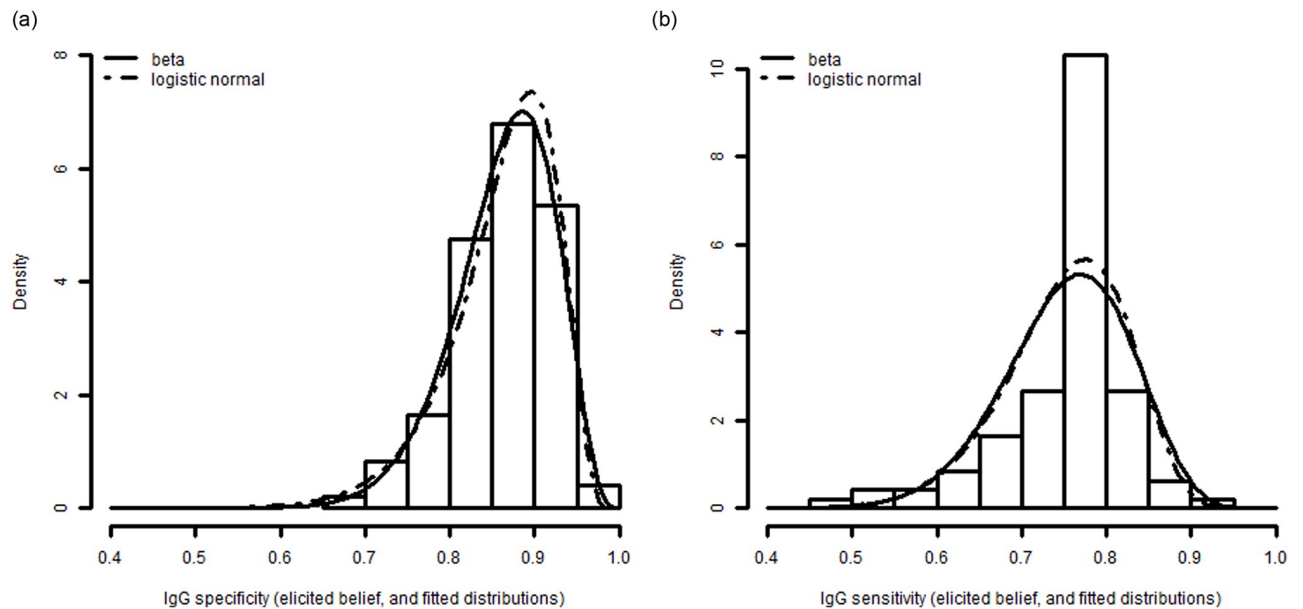 (a)
beta
logistic normal
Density
0
2
4
6
8
0.4 0.5 0.6 0.7 0.8 0.9 1.0
IgG specificity (elicited belief, and fitted distributions)
(b)
beta
logistic normal
Density
0
2
4
6
8
10
0.4 0.5 0.6 0.7 0.8 0.9 1.0
IgG sensitivity (elicited belief, and fitted distributions)